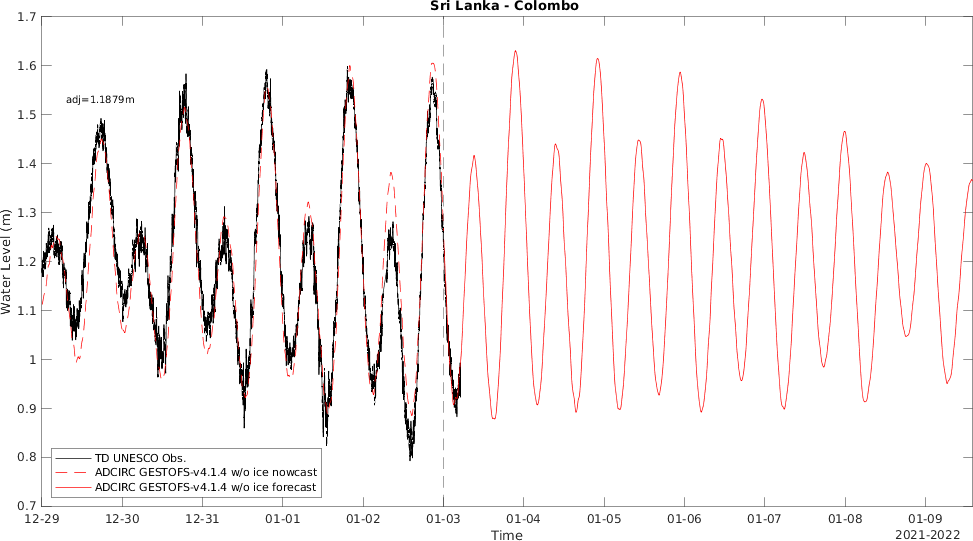 Sri Lanka - Colombo
1.7
1.6
1.5
1.4
1.3
1.2
1.1
1
0.9
0.8
0.7
Water Level (m)
adj=1.1879m
TD UNESCO Obs.
ADCIRC GESTOFS-v4.1.4 w/o ice nowcast
ADCIRC GESTOFS-v4.1.4 w/o ice forecast
12-29 12-30 12-31 01-01 01-02 01-03 01-04 01-05 01-06 01-07 01-08 01-09
Time
2021-2022